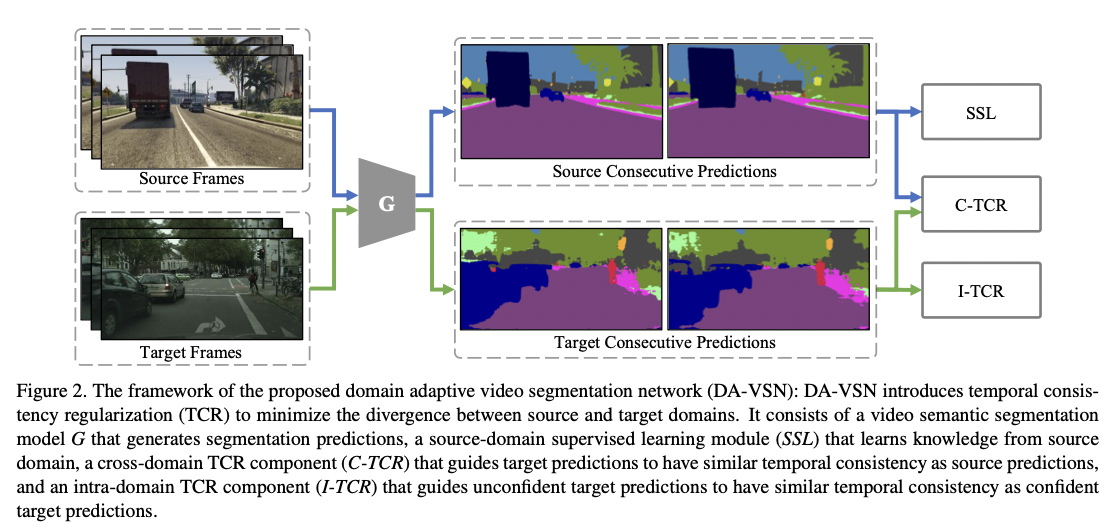 Source Frames
Target Frames
G
Source Consecutive Predictions
Target Consecutive Predictions
SSL
C-TCR
I-TCR
Figure 2. The framework of the proposed domain adaptive video segmentation network (DA-VSN): DA-VSN introduces temporal consis-
tency regularization (TCR) to minimize the divergence between source and target domains. It consists of a video semantic segmentation
model G that generates segmentation predictions, a source-domain supervised learning module (SSL) that learns knowledge from source
domain, a cross-domain TCR component (C-TCR) that guides target predictions to have similar temporal consistency as source predictions,
and an intra-domain TCR component (I-TCR) that guides unconfident target predictions to have similar temporal consistency as confident
target predictions.